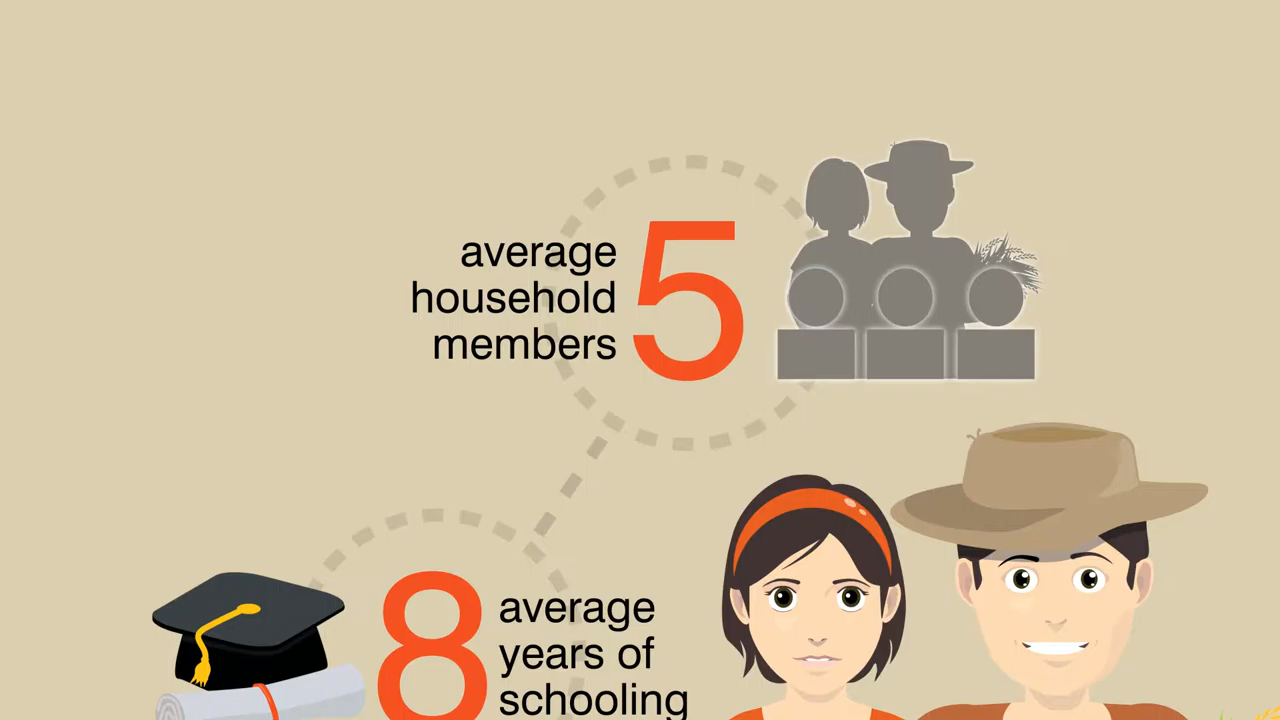 average
household
members
5
8
average
years of
schooling